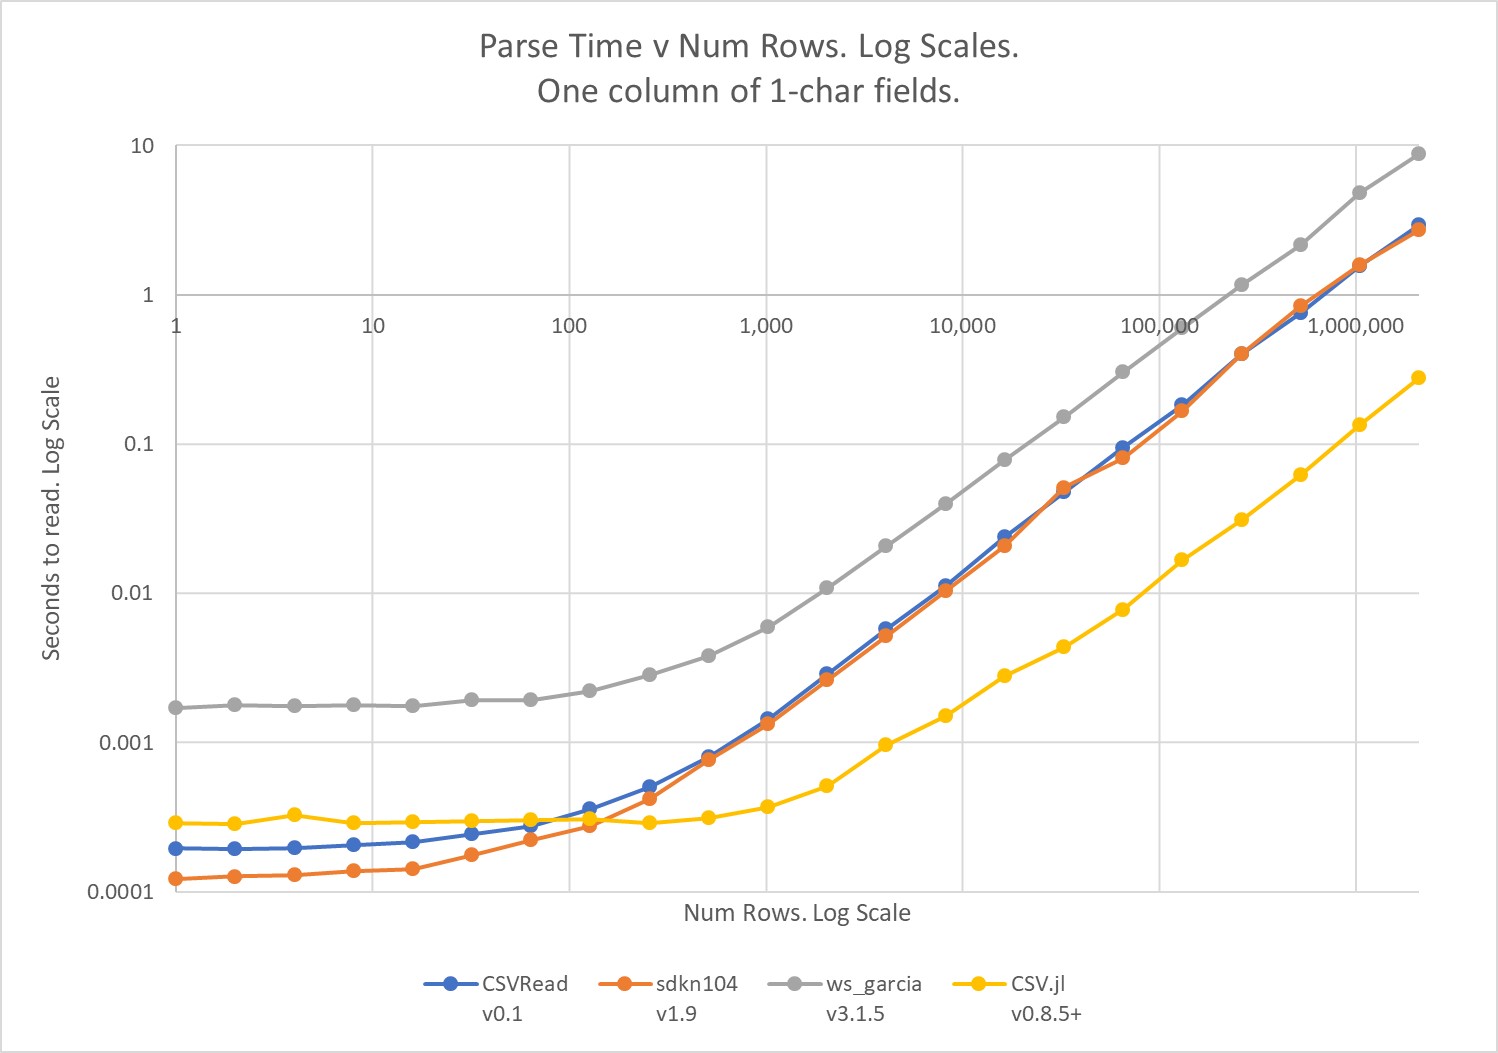 Parse Time v Num Rows. Log Scales.
One column of 1-char fields.
10
1
0.1
0.01
0.001
0.0001
1 10 100 1,000 10,000 100,000 1,000,000
Seconds to read. Log Scale
Num Rows. Log Scale
CSVRead sdkn104 ws_garcia CSV.jl
v0.1 v1.9 v3.1.5 v0.8.5+